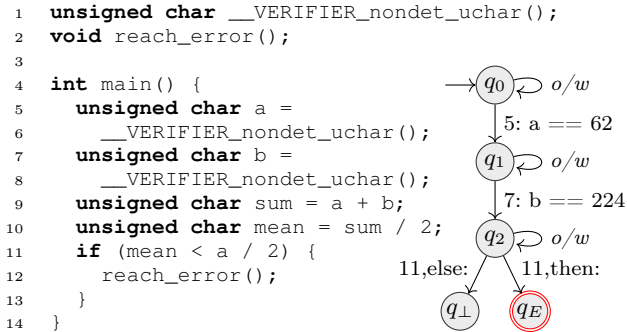 1 unsigned char __VERIFIER_nondet_uchar();
2 void reach_error();
3
4 int main() {
5 unsigned char a =
6 __VERIFIER_nondet_uchar();
7 unsigned char b =
8 __VERIFIER_nondet_uchar();
9 unsigned char sum = a + b;
10 unsigned char mean = sum / 2;
11 if (mean < a / 2) {
12 reach_error();
13 }
14 }
q0 o/w
5: a == 62
q1 o/w
7: b == 224
q2 o/w
11,else: 11,then:
q⊥ qE